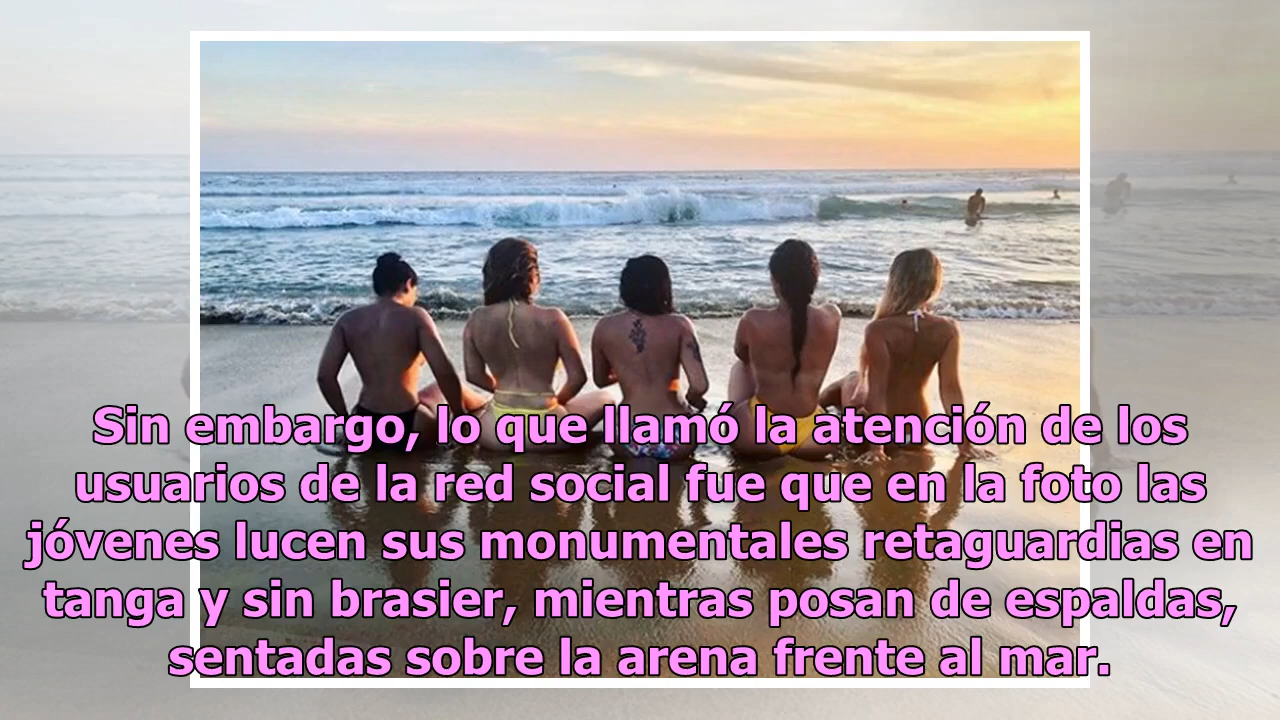 Sin embargo, lo que llamó la atención de los
usuarios de la red social fue que en la foto las
jóvenes lucen sus monumentales retaguardias en
tanga y sin brasier, mientras posan de espaldas,
sentadas sobre la arena frente al mar.